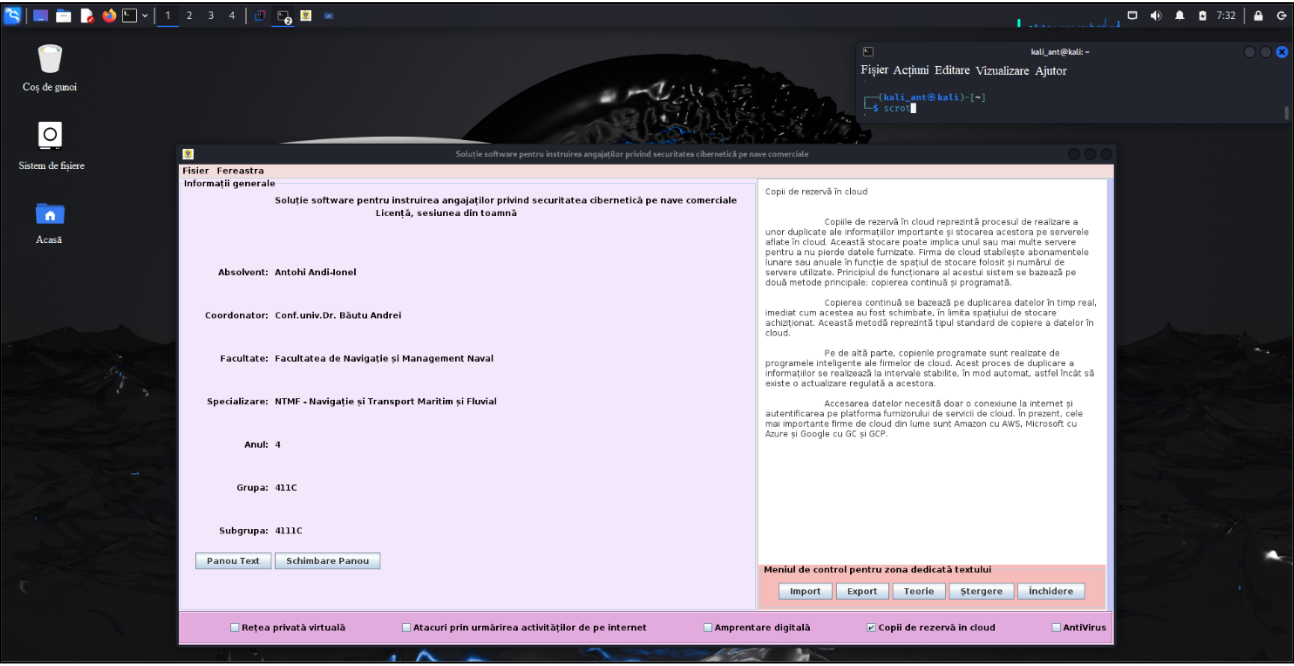 1 2 3 4
7:32
Coș de gunoi
Sistem de fișiere
Acasă
kali_ant@kali: ~
Fișier Acțiuni Editare Vizualizare Ajutor
(kali_ant㉿kali)-[~]
$ scrot
Soluție software pentru instruirea angajaților privind securitatea cibernetică pe nave comerciale
Fisier Fereastra
Informații generale
Soluție software pentru instruirea angajaților privind securitatea cibernetică pe nave comerciale
Licență, sesiunea din toamnă
Absolvent: Antohi Andi-Ionel
Coordonator: Conf.univ.Dr. Băutu Andrei
Facultate: Facultatea de Navigație și Management Naval
Specializare: NTMF - Navigație și Transport Maritim și Fluvial
Anul: 4
Grupa: 411C
Subgrupa: 4111C
Panou Text Schimbare Panou
Copii de rezervă în cloud
Copiile de rezervă în cloud reprezintă procesul de realizare a
unor duplicate ale informațiilor importante și stocarea acestora pe serverele
aflate în cloud. Această stocare poate implica unul sau mai multe servere
pentru a nu pierde datele furnizate. Firma de cloud stabilește abonamentele
lunare sau anuale în funcție de spațiul de stocare folosit și numărul de
servere utilizate. Principiul de funcționare al acestui sistem se bazează pe
două metode principale: copierea continuă și programată.
Copierea continuă se bazează pe duplicarea datelor în timp real,
imediat cum acestea au fost schimbate, în limita spațiului de stocare
achiziționat. Această metodă reprezintă tipul standard de copiere a datelor în
cloud.
Pe de altă parte, copierile programate sunt realizate de
programele inteligente ale firmelor de cloud. Acest proces de duplicare a
informațiilor se realizează la intervale stabilite, în mod automat, astfel încât să
existe o actualizare regulată a acestora.
Accesarea datelor necesită doar o conexiune la internet și
autentificarea pe platforma furnizorului de servicii de cloud. În prezent, cele
mai importante firme de cloud din lume sunt Amazon cu AWS, Microsoft cu
Azure și Google cu GC și GCP.
Meniul de control pentru zona dedicată textului
Import Export Teorie Ștergere Închidere
Rețea privată virtuală Atacuri prin urmărirea activităților de pe internet Amprentare digitală Copii de rezervă în cloud AntiVirus